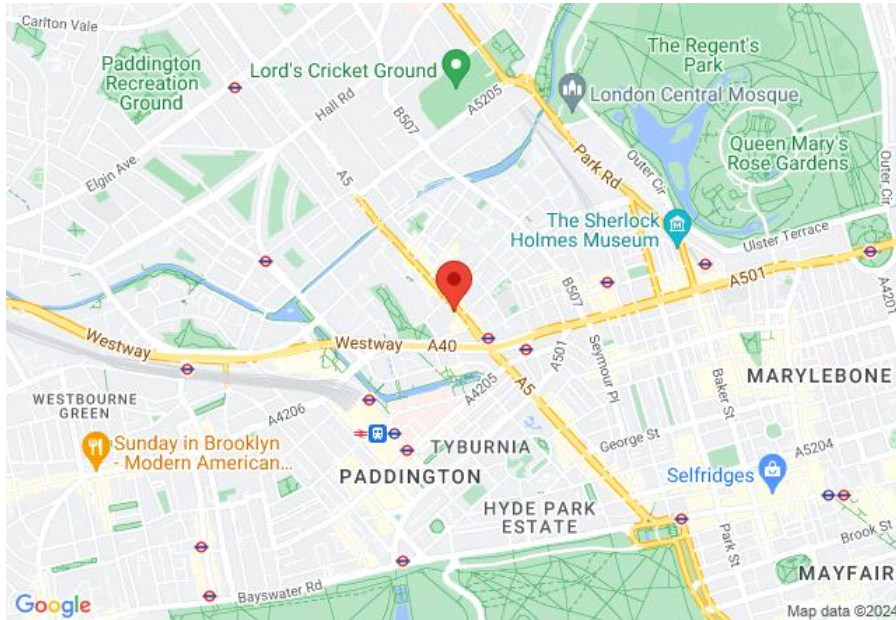 Carlton Vale
Paddington
Recreation
Ground
Lord's Cricket Ground
The Regent's
Park
London Central Mosque
Hall Rd
A5205
B507
Elgin Ave.
A5
Park Rd
Outer Cir
Queen Mary's
Rose Gardens
Outer Cir
The Sherlock
Holmes Museum
Ulster Terrace
A501
A4201
B507
Westway
Westway
A40
A501
Seymour Pl
Baker St
MARYLEBONE
WESTBOURNE
GREEN
A4206
A4205
A5
Sunday in Brooklyn
- Modern American...
TYBURNIA
George St
A5204
PADDINGTON
Selfridges
HYDE PARK
ESTATE
Park St
Brook St
Bayswater Rd
MAYFAIR
Google
Map data ©2024